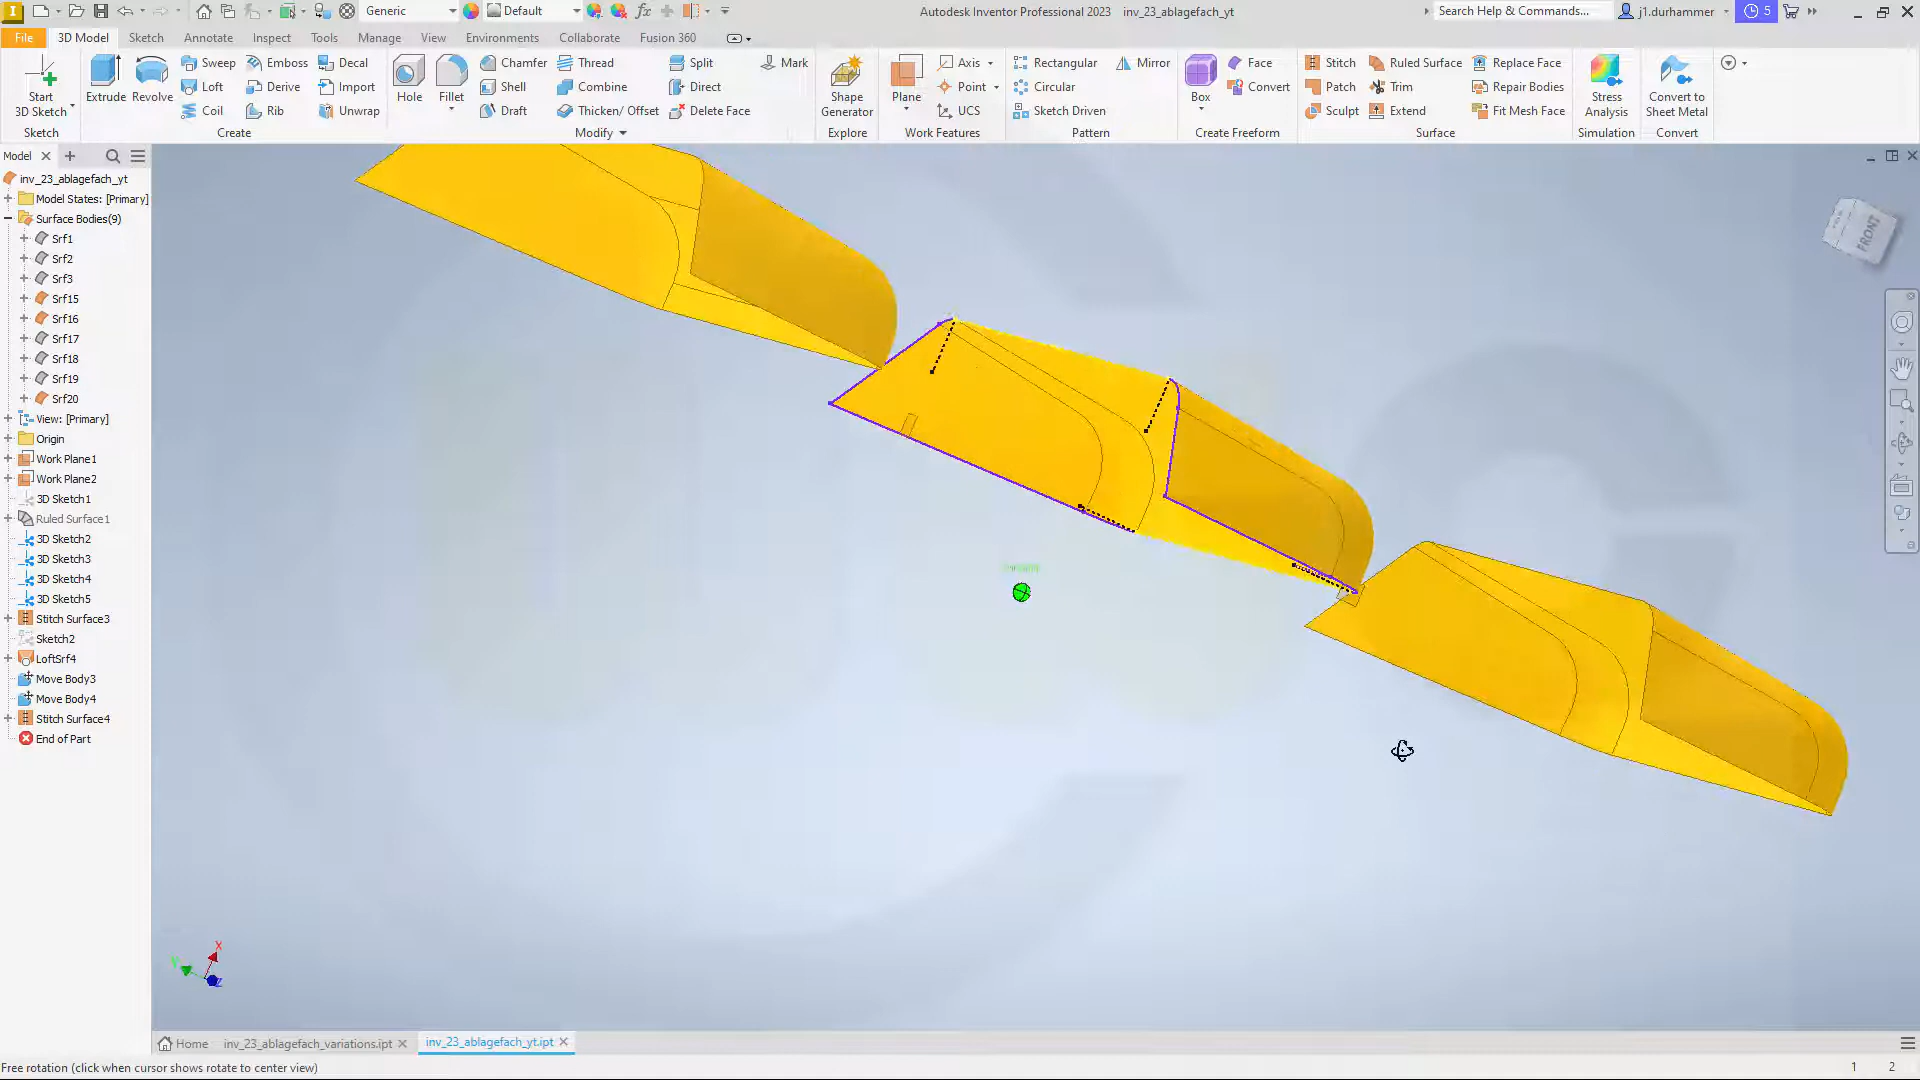 Generic
Default
fx
Autodesk Inventor Professional 2023 inv_23_ablagefach_yt
Search Help & Commands...
j1.durhammer
5
File
3D Model
Sketch
Annotate
Inspect
Tools
Manage
View
Environments
Collaborate
Fusion 360
Start
3D Sketch
Extrude
Revolve
Sweep
Loft
Coil
Emboss
Derive
Rib
Decal
Import
Unwrap
Hole
Fillet
Chamfer
Shell
Draft
Thread
Combine
Thicken/ Offset
Split
Direct
Delete Face
Mark
Shape
Generator
Plane
Axis
Point
UCS
Rectangular
Circular
Sketch Driven
Mirror
Box
Face
Convert
Stitch
Patch
Sculpt
Ruled Surface
Trim
Extend
Replace Face
Repair Bodies
Fit Mesh Face
Stress
Analysis
Convert to
Sheet Metal
Sketch
Create
Modify
Explore
Work Features
Pattern
Create Freeform
Surface
Simulation
Convert
Model
inv_23_ablagefach_yt
Model States: [Primary]
Surface Bodies(9)
Srf1
Srf2
Srf3
Srf15
Srf16
Srf17
Srf18
Srf19
Srf20
View: [Primary]
Origin
Work Plane1
Work Plane2
3D Sketch1
Ruled Surface1
3D Sketch2
3D Sketch3
3D Sketch4
3D Sketch5
Stitch Surface3
Sketch2
LoftSrf4
Move Body3
Move Body4
Stitch Surface4
End of Part
FRONT
X
Y
Z
Home
inv_23_ablagefach_variations.ipt
inv_23_ablagefach_yt.ipt
Free rotation (click when cursor shows rotate to center view)
1 2